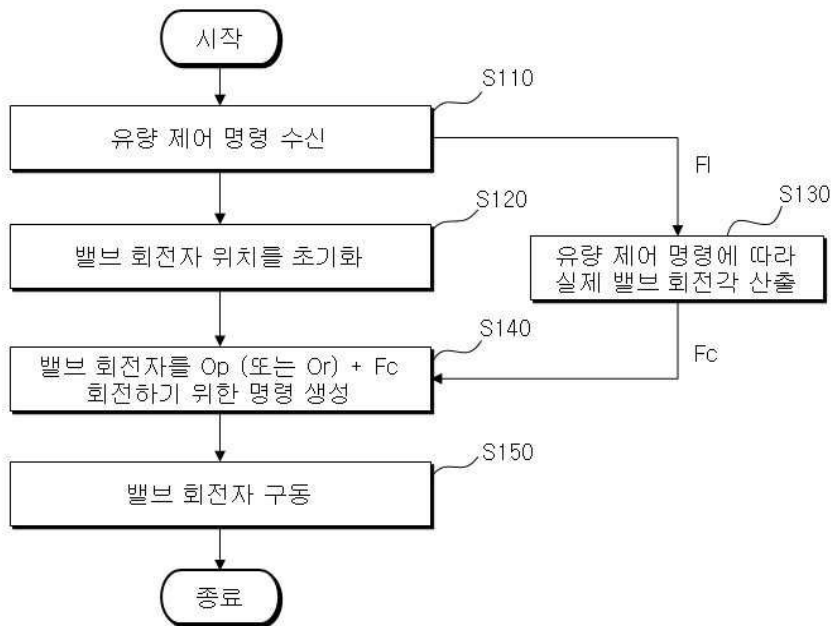 시작
S110
유량 제어 명령 수신
Fl
S120
S130
밸브 회전자 위치를 초기화
유량 제어 명령에 따라
실제 밸브 회전각 산출
S140
Fc
밸브 회전자를 Op (또는 Or) + Fc
회전하기 위한 명령 생성
S150
밸브 회전자 구동
종료